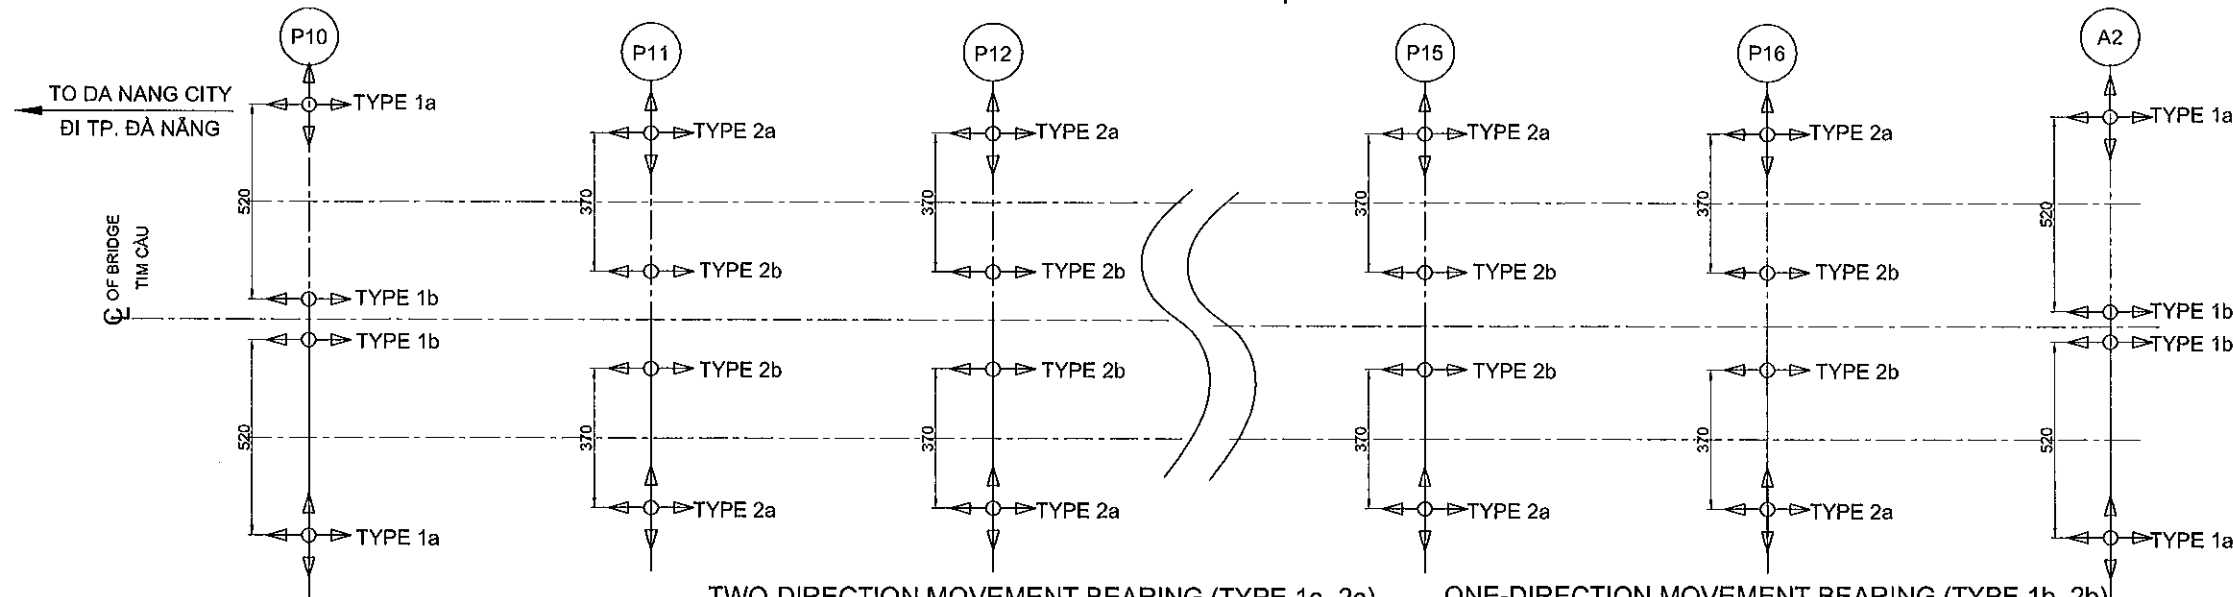 P10
P11
P12
P15
P16
A2
TO DA NANG CITY
ĐI TP. ĐÀ NẴNG
TYPE 1a
TYPE 2a
TYPE 2a
TYPE 2a
TYPE 2a
TYPE 1a
520
370
370
370
370
520
TYPE 2b
TYPE 2b
TYPE 2b
TYPE 2b
TYPE 1b
TYPE 1b
℄ OF BRIDGE
TIM CẦU
TYPE 1b
TYPE 1b
TYPE 2b
TYPE 2b
TYPE 2b
TYPE 2b
520
370
370
370
370
520
TYPE 2a
TYPE 2a
TYPE 2a
TYPE 2a
TYPE 1a
TYPE 1a
TWO-DIRECTION MOVEMENT BEARING (TYPE 1a, 2a)
ONE-DIRECTION MOVEMENT BEARING (TYPE 1b, 2b)